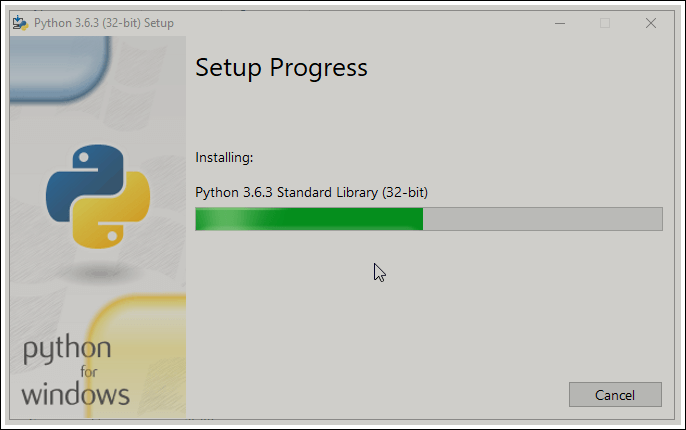 Python 3.6.3 (32-bit) Setup
Setup Progress
Installing:
Python 3.6.3 Standard Library (32-bit)
python
for
windows
Cancel